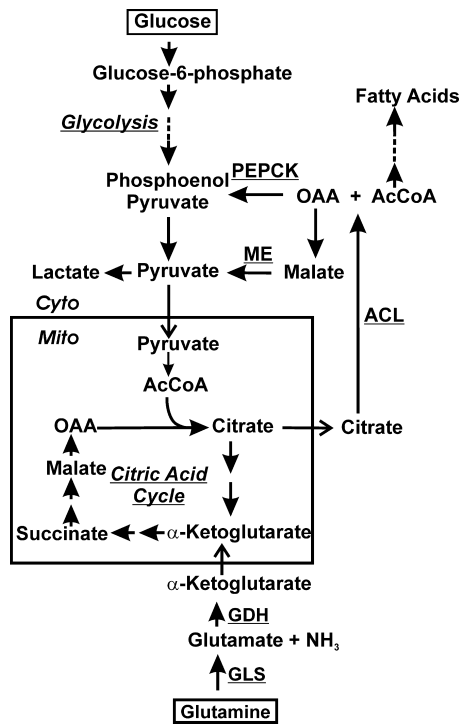 Glucose
Glucose-6-phosphate
Fatty Acids
Glycolysis
PEPCK
Phosphoenol
Pyruvate
OAA + AcCoA
ME
Lactate
Pyruvate
Malate
Cyto
ACL
Mito
Pyruvate
AcCoA
OAA
Citrate
Citrate
Malate
Citric Acid
Cycle
Succinate
α-Ketoglutarate
α-Ketoglutarate
GDH
Glutamate + NH₃
GLS
Glutamine